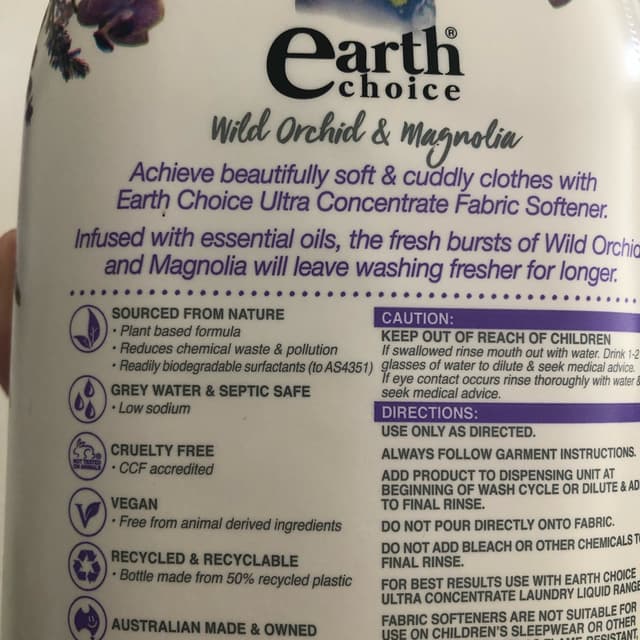 earth®
choice
Wild Orchid & Magnolia
Achieve beautifully soft & cuddly clothes with
Earth Choice Ultra Concentrate Fabric Softener.
Infused with essential oils, the fresh bursts of Wild Orchid
and Magnolia will leave washing fresher for longer.
SOURCED FROM NATURE
• Plant based formula
• Reduces chemical waste & pollution
• Readily biodegradable surfactants (to AS4351)
GREY WATER & SEPTIC SAFE
• Low sodium
NOT TESTED
ON ANIMALS
CRUELTY FREE
• CCF accredited
VEGAN
• Free from animal derived ingredients
RECYCLED & RECYCLABLE
• Bottle made from 50% recycled plastic
AUSTRALIAN MADE & OWNED
CAUTION:
KEEP OUT OF REACH OF CHILDREN
If swallowed rinse mouth out with water. Drink 1-2
glasses of water to dilute & seek medical advice.
If eye contact occurs rinse thoroughly with water &
seek medical advice.
DIRECTIONS:
USE ONLY AS DIRECTED.
ALWAYS FOLLOW GARMENT INSTRUCTIONS.
ADD PRODUCT TO DISPENSING UNIT AT
BEGINNING OF WASH CYCLE OR DILUTE & AD
TO FINAL RINSE.
DO NOT POUR DIRECTLY ONTO FABRIC.
DO NOT ADD BLEACH OR OTHER CHEMICALS T
FINAL RINSE.
FOR BEST RESULTS USE WITH EARTH CHOICE
ULTRA CONCENTRATE LAUNDRY LIQUID RANGE
FABRIC SOFTENERS ARE NOT SUITABLE FOR
USE ON CHILDREN'S SLEEPWEAR OR OTHER